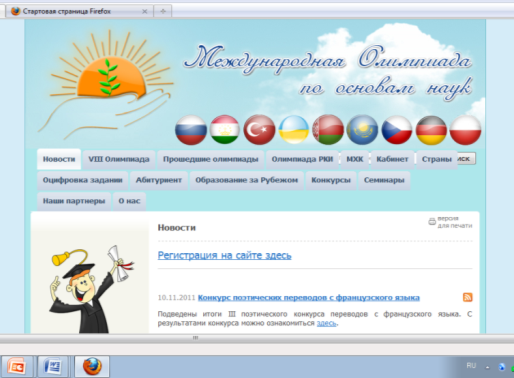 Стартовая страница Firefox
Международная Олимпиада
по основам наук
Новости VIII Олимпиада Прошедшие олимпиады Олимпиада РКИ МХК Кабинет Страны иск
Оцифровка задании Абитуриент Образование за Рубежом Конкурсы Семинары
Наши партнеры О нас
версия
для печати
Новости
Регистрация на сайте здесь
10.11.2011 Конкурс поэтических переводов с французского языка
Подведены итоги III поэтического конкурса переводов с французского языка. С
результатами конкурса можно ознакомиться здесь.
RU